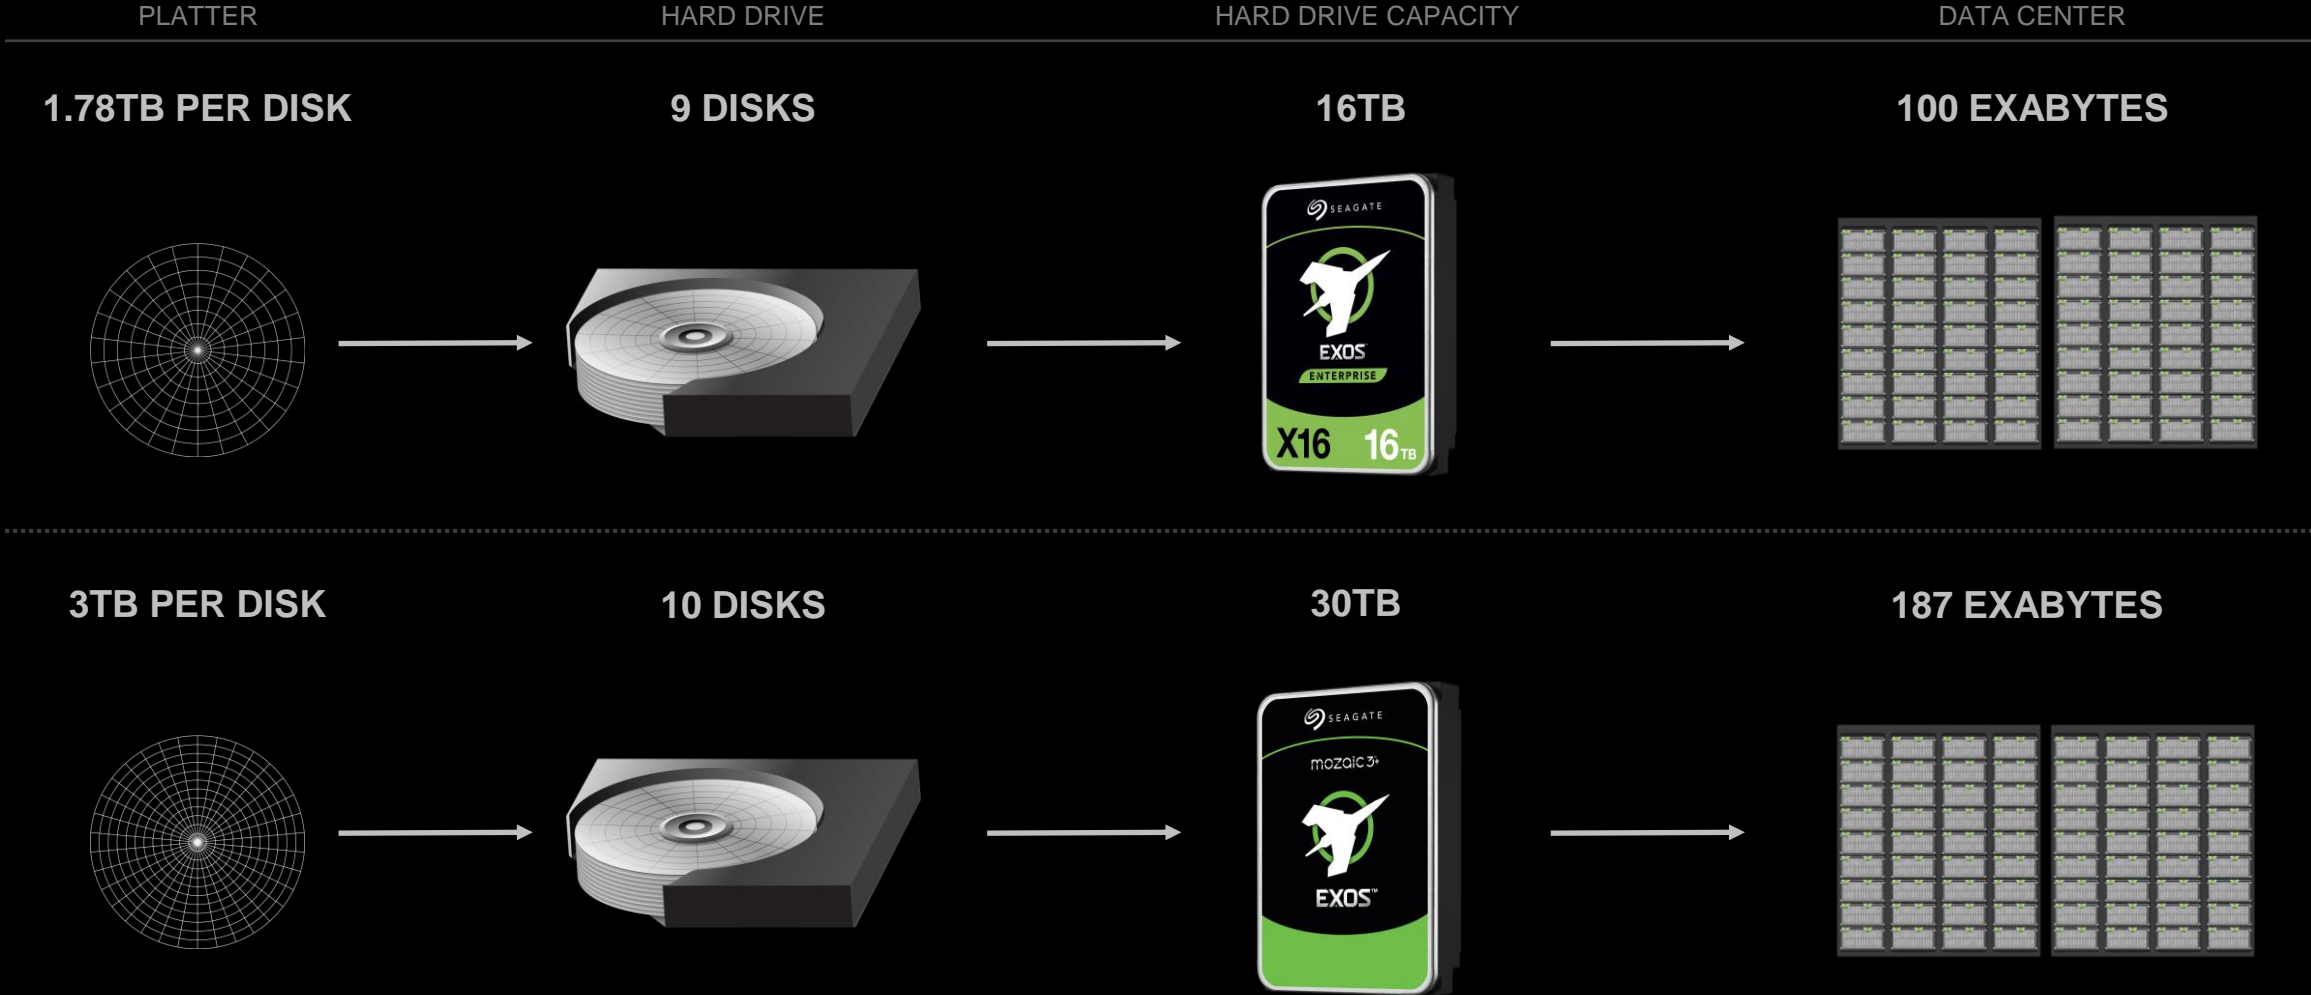 PLATTER
HARD DRIVE
HARD DRIVE CAPACITY
DATA CENTER
1.78TB PER DISK
9 DISKS
16TB
100 EXABYTES
SEAGATE
EXOS
ENTERPRISE
X16 16TB
3TB PER DISK
10 DISKS
30TB
187 EXABYTES
SEAGATE
mozaic 3+
EXOS™